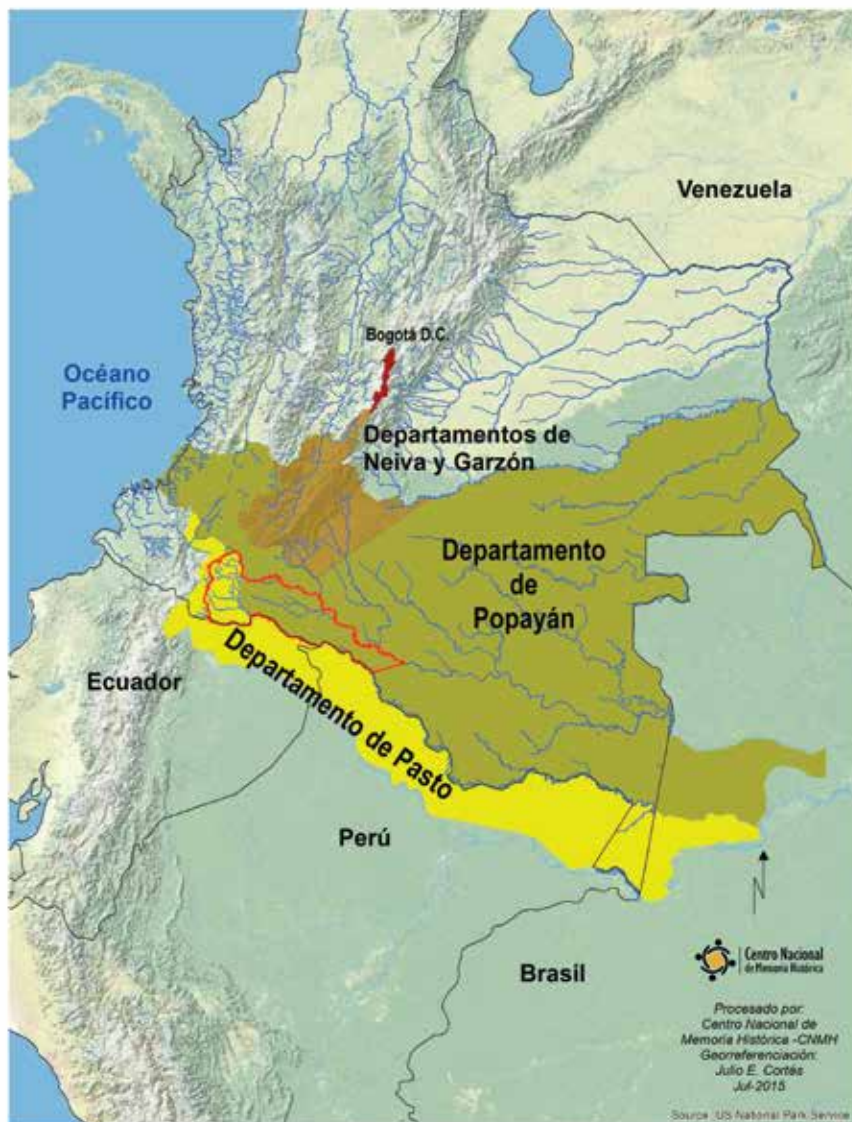 Venezuela
Bogotá D.C.
Océano
Pacífico
Departamentos de
Neiva y Garzón
Departamento
de
Popayán
Ecuador
Departamento de Pasto
Perú
Brasil
N
Centro Nacional
de Memoria Histórica
Procesado por:
Centro Nacional de
Memoria Histórica -CNMH
Georreferenciación:
Julio E. Cortés
Jul-2015
Source: US National Park Service